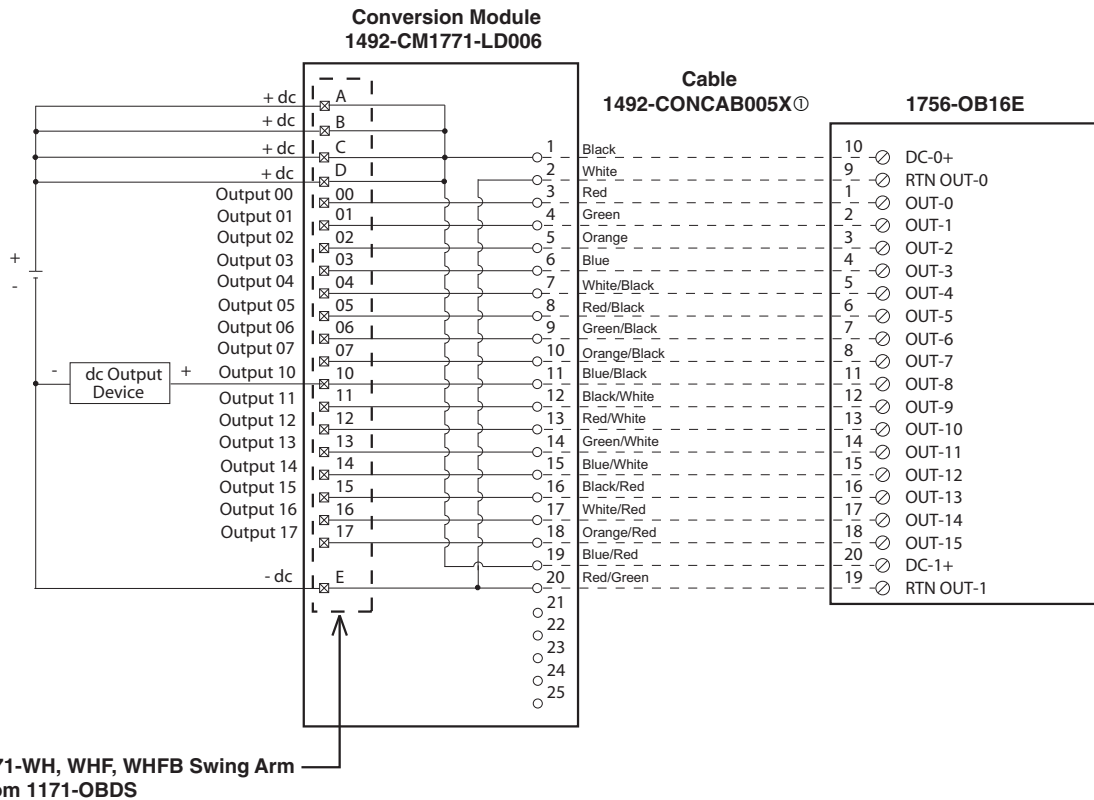 Conversion Module
1492-CM1771-LD006
Cable
1492-CONCAB005X①
1756-OB16E
+ dc A
+ dc B
+ dc C
+ dc D
1 Black 10 DC-0+
2 White 9 RTN OUT-0
Output 00 00 3 Red 1 OUT-0
Output 01 01 4 Green 2 OUT-1
Output 02 02 5 Orange 3 OUT-2
Output 03 03 6 Blue 4 OUT-3
Output 04 04 7 White/Black 5 OUT-4
Output 05 05 8 Red/Black 6 OUT-5
Output 06 06 9 Green/Black 7 OUT-6
Output 07 07 10 Orange/Black 8 OUT-7
Output 10 10 11 Blue/Black 11 OUT-8
Output 11 11 12 Black/White 12 OUT-9
Output 12 12 13 Red/White 13 OUT-10
Output 13 13 14 Green/White 14 OUT-11
Output 14 14 15 Blue/White 15 OUT-12
Output 15 15 16 Black/Red 16 OUT-13
Output 16 16 17 White/Red 17 OUT-14
Output 17 17 18 Orange/Red 18 OUT-15
19 Blue/Red 20 DC-1+
- dc E 20 Red/Green 19 RTN OUT-1
21
22
23
24
25
+
-
- dc Output +
Device
71-WH, WHF, WHFB Swing Arm
om 1171-OBDS